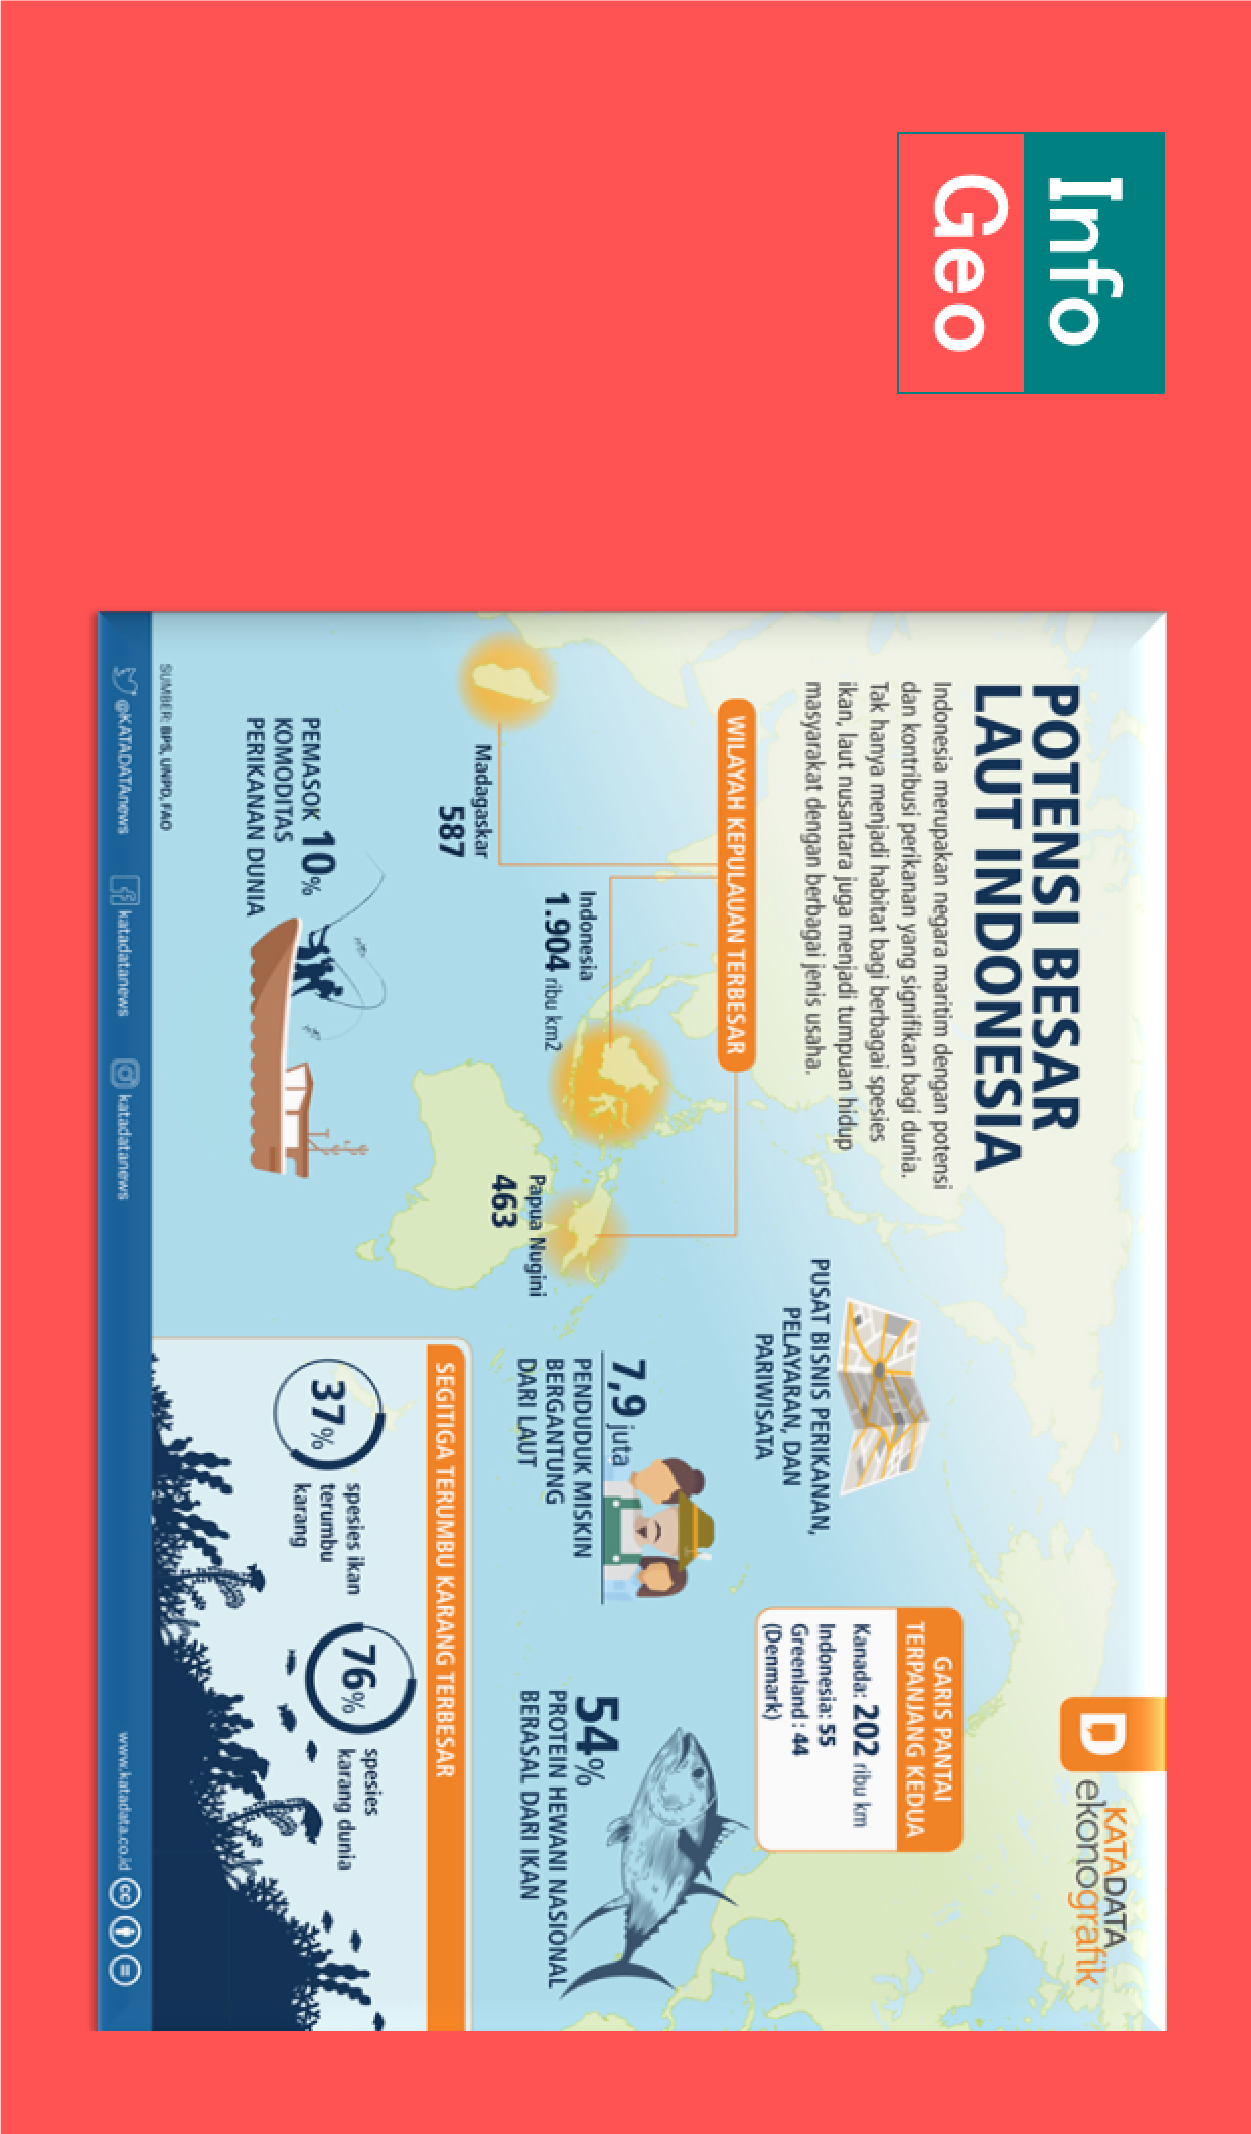 Info
Geo
POTENSI BESAR
LAUT INDONESIA
Indonesia merupakan negara maritim dengan potensi
dan kontribusi perikanan yang signifikan bagi dunia.
Tak hanya menjadi habitat bagi berbagai spesies
ikan, laut nusantara juga menjadi tumpuan hidup
masyarakat dengan berbagai jenis usaha.
KATADATA
ekonografik
WILAYAH KEPULAUAN TERBESAR
Madagaskar
587
Indonesia
1.904 ribu km2
Papua Nugini
463
PUSAT BISNIS PERIKANAN,
PELAYARAN, DAN
PARIWISATA
GARIS PANTAI
TERPANJANG KEDUA
Kanada: 202 ribu km
Indonesia: 55
Greenland : 44
(Denmark)
7,9 juta
PENDUDUK MISKIN
BERGANTUNG
DARI LAUT
54%
PROTEIN HEWANI NASIONAL
BERASAL DARI IKAN
PEMASOK 10%
KOMODITAS
PERIKANAN DUNIA
SEGITIGA TERUMBU KARANG TERBESAR
37%
spesies ikan
terumbu
karang
76%
spesies
karang dunia
SUMBER: BPS, UNPD, FAO
@KATADATAnews
katadatanews
katadatanews
www.katadata.co.id
cc